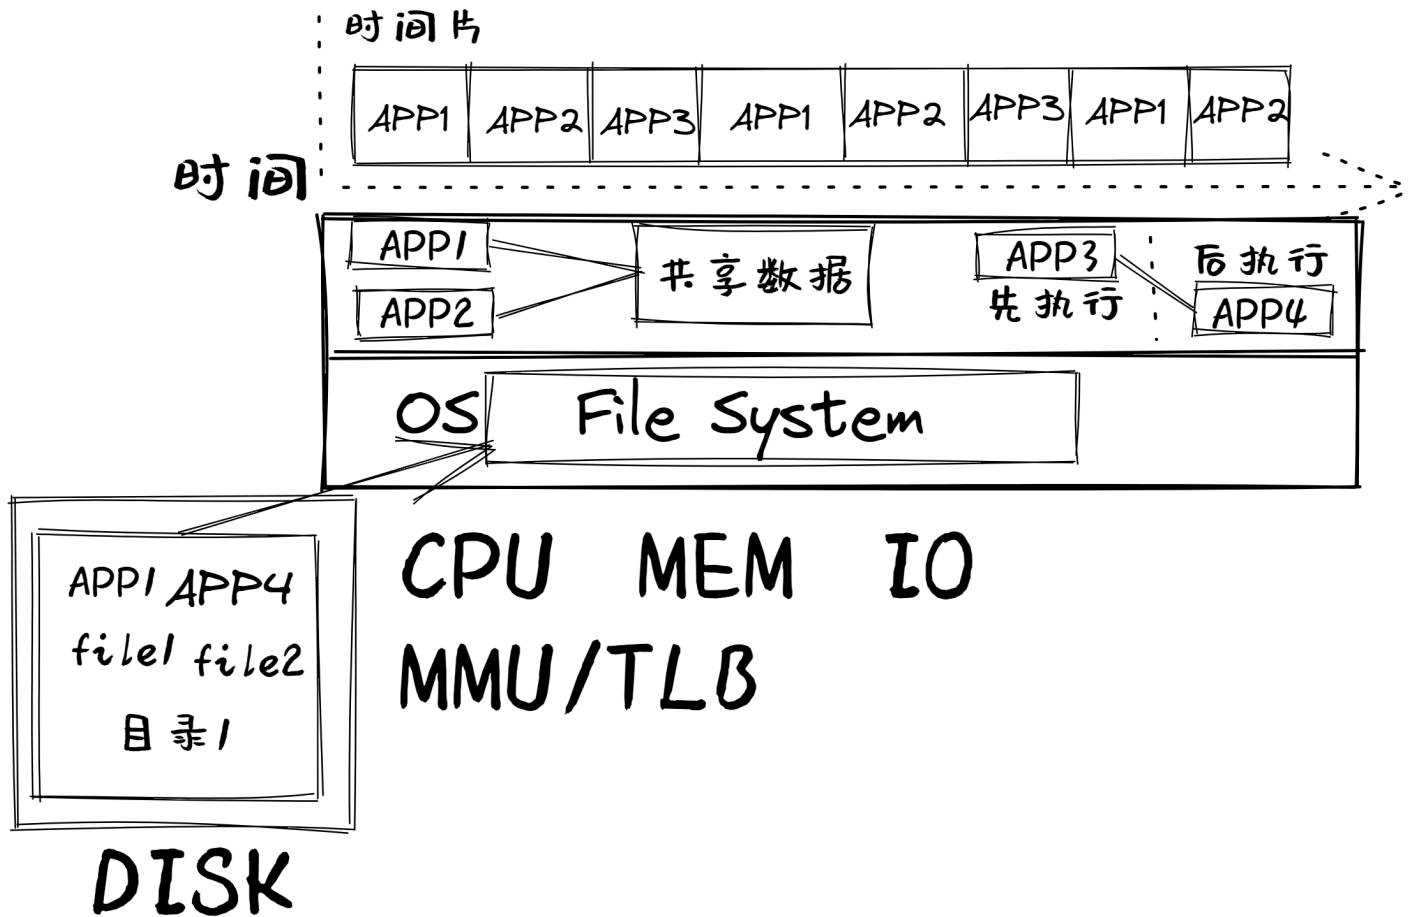 时间片
APP1 APP2 APP3 APP1 APP2 APP3 APP1 APP2
时间
APP1 共享数据 APP3 后执行
APP2 先执行 APP4
OS File System
CPU MEM IO
MMU/TLB
APP1 APP4
file1 file2
目录1
DISK